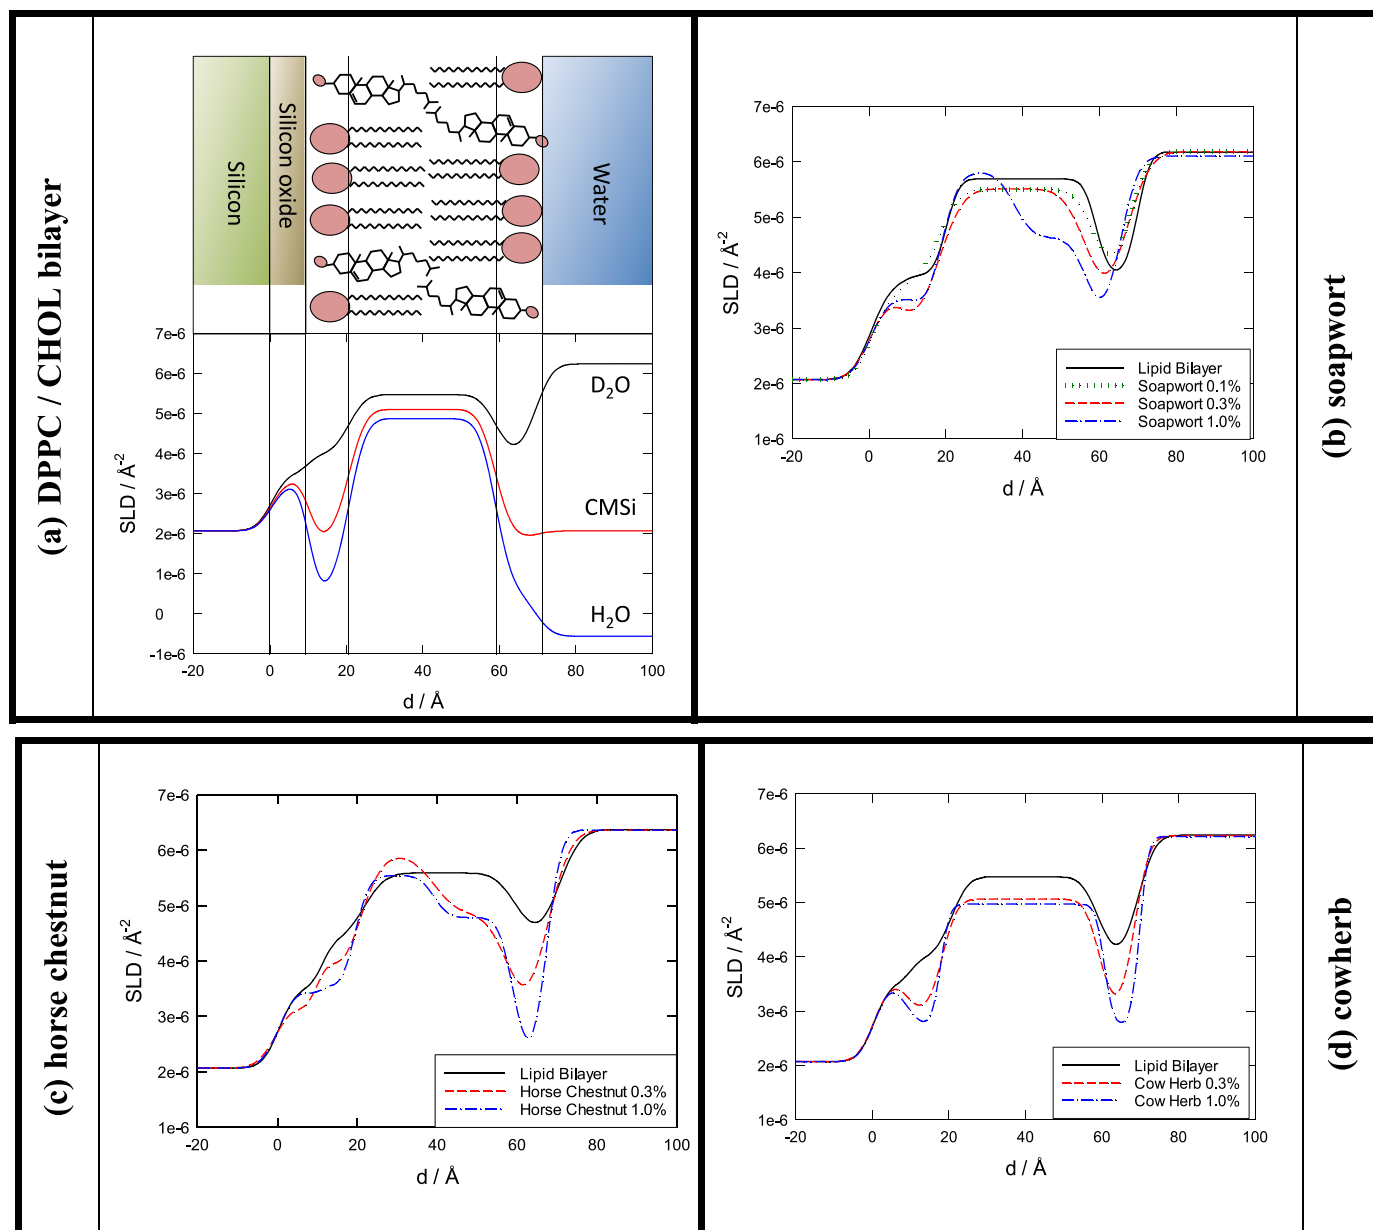 (a) DPPC / CHOL bilayer
Silicon
Silicon oxide
Water
7e-6
6e-6
5e-6
4e-6
3e-6
2e-6
1e-6
0
-1e-6
SLD / Å-2
D2O
CMSi
H2O
-20 0 20 40 60 80 100
d / Å
(b) soapwort
7e-6
6e-6
5e-6
4e-6
3e-6
2e-6
1e-6
SLD / Å-2
Lipid Bilayer
Soapwort 0.1%
Soapwort 0.3%
Soapwort 1.0%
-20 0 20 40 60 80 100
d / Å
(c) horse chestnut
7e-6
6e-6
5e-6
4e-6
3e-6
2e-6
1e-6
SLD / Å-2
Lipid Bilayer
Horse Chestnut 0.3%
Horse Chestnut 1.0%
-20 0 20 40 60 80 100
d / Å
(d) cowherb
7e-6
6e-6
5e-6
4e-6
3e-6
2e-6
1e-6
SLD / Å-2
Lipid Bilayer
Cow Herb 0.3%
Cow Herb 1.0%
-20 0 20 40 60 80 100
d / Å